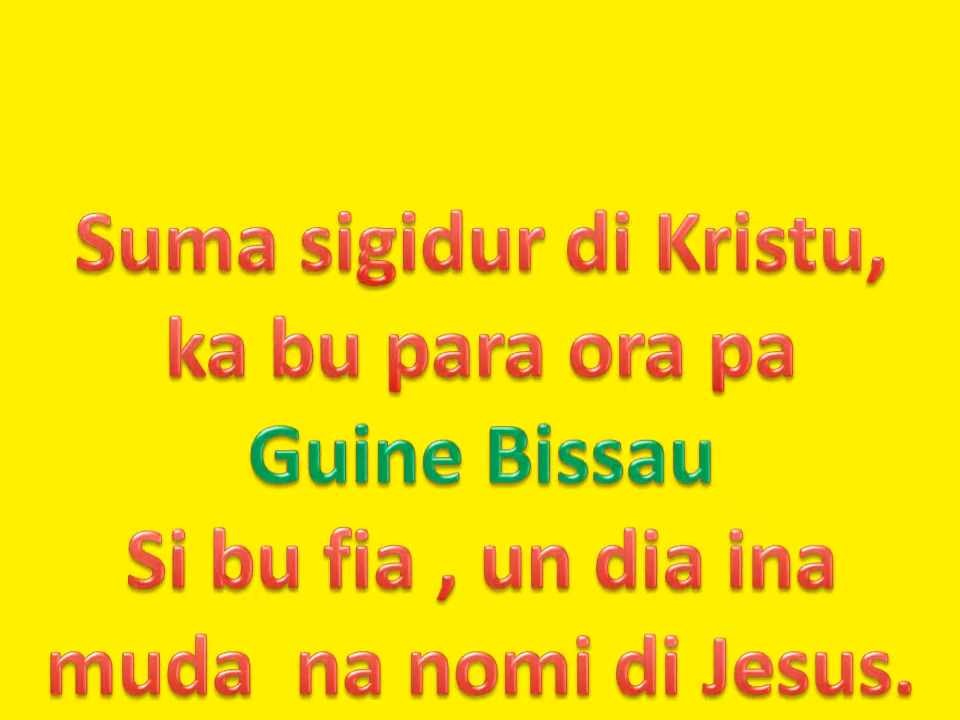 Suma sigidur di Kristu,
ka bu para ora pa
Guine Bissau
Si bu fia , un dia ina
muda na nomi di Jesus.